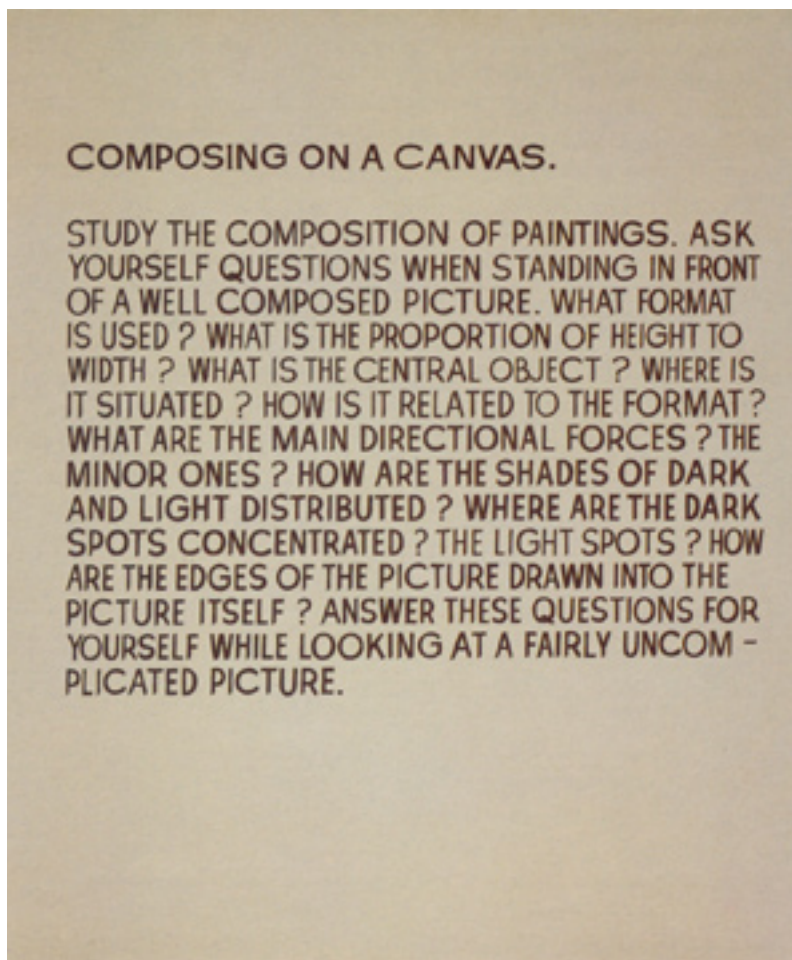 COMPOSING ON A CANVAS.
STUDY THE COMPOSITION OF PAINTINGS. ASK
YOURSELF QUESTIONS WHEN STANDING IN FRONT
OF A WELL COMPOSED PICTURE. WHAT FORMAT
IS USED ? WHAT IS THE PROPORTION OF HEIGHT TO
WIDTH ? WHAT IS THE CENTRAL OBJECT ? WHERE IS
IT SITUATED ? HOW IS IT RELATED TO THE FORMAT ?
WHAT ARE THE MAIN DIRECTIONAL FORCES ? THE
MINOR ONES ? HOW ARE THE SHADES OF DARK
AND LIGHT DISTRIBUTED ? WHERE ARE THE DARK
SPOTS CONCENTRATED ? THE LIGHT SPOTS ? HOW
ARE THE EDGES OF THE PICTURE DRAWN INTO THE
PICTURE ITSELF ? ANSWER THESE QUESTIONS FOR
YOURSELF WHILE LOOKING AT A FAIRLY UNCOM -
PLICATED PICTURE.